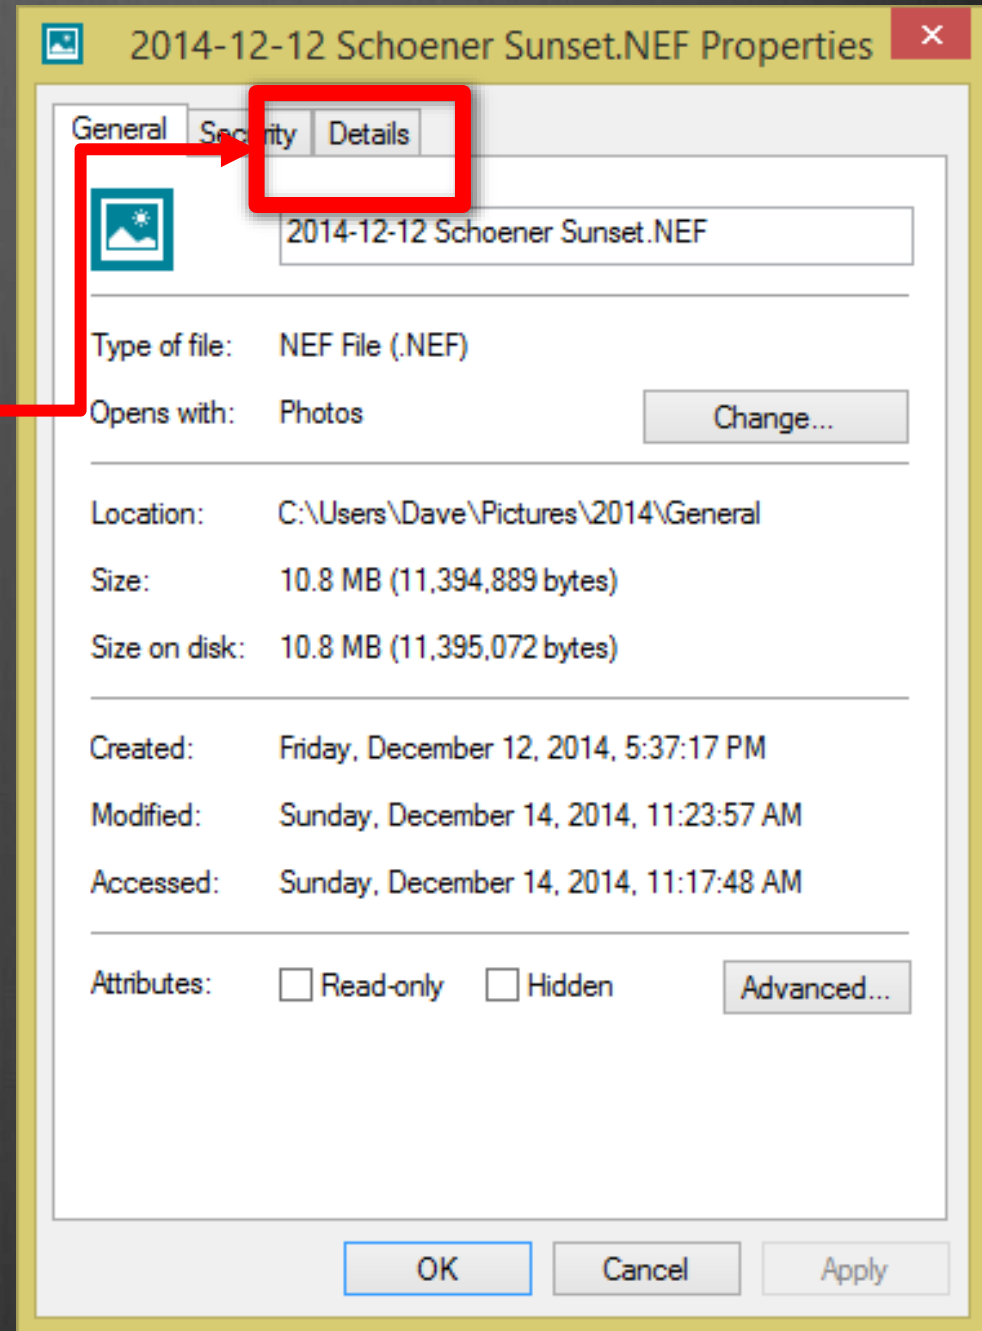 2014-12-12 Schoener Sunset.NEF Properties
General Security Details
2014-12-12 Schoener Sunset.NEF
Type of file: NEF File (.NEF)
Opens with: Photos Change...
Location: C:\Users\Dave\Pictures\2014\General
Size: 10.8 MB (11,394,889 bytes)
Size on disk: 10.8 MB (11,395,072 bytes)
Created: Friday, December 12, 2014, 5:37:17 PM
Modified: Sunday, December 14, 2014, 11:23:57 AM
Accessed: Sunday, December 14, 2014, 11:17:48 AM
Attributes: Read-only Hidden Advanced...
OK Cancel Apply